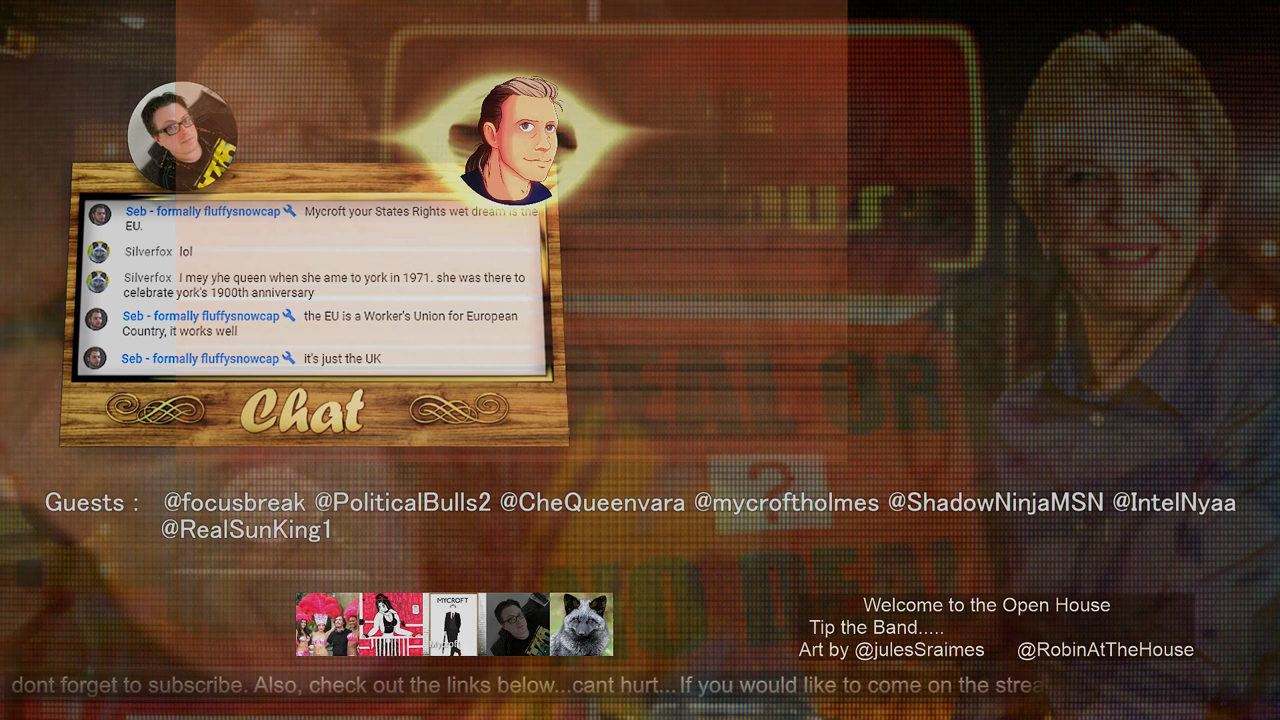 Seb - formally fluffysnowcap Mycroft your States Rights wet dream is the
EU.
Silverfox lol
Silverfox I mey yhe queen when she ame to york in 1971. she was there to
celebrate york's 1900th anniversary
Seb - formally fluffysnowcap the EU is a Worker's Union for European
Country, it works well
Seb - formally fluffysnowcap it's just the UK
Chat
Guests : @focusbreak @PoliticalBulls2 @CheQueenvara @mycroftholmes @ShadowNinjaMSN @IntelNyaa
@RealSunKing1
MYCROFT
Mycroft
Welcome to the Open House
Tip the Band.....
Art by @julesSraimes @RobinAtTheHouse
dont forget to subscribe. Also, check out the links below...cant hurt... If you would like to come on the strea
DEAL OR
?
NO DEAL